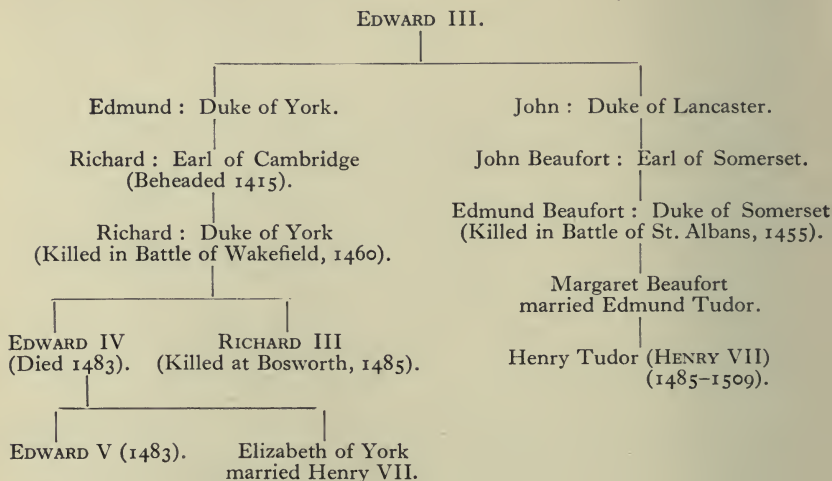 EDWARD III.
Edmund : Duke of York.
John : Duke of Lancaster.
Richard : Earl of Cambridge
(Beheaded 1415).
John Beaufort : Earl of Somerset.
Richard : Duke of York
(Killed in Battle of Wakefield, 1460).
Edmund Beaufort : Duke of Somerset
(Killed in Battle of St. Albans, 1455).
Margaret Beaufort
married Edmund Tudor.
EDWARD IV
(Died 1483).
RICHARD III
(Killed at Bosworth, 1485).
Henry Tudor (HENRY VII)
(1485–1509).
EDWARD V (1483).
Elizabeth of York
married Henry VII.